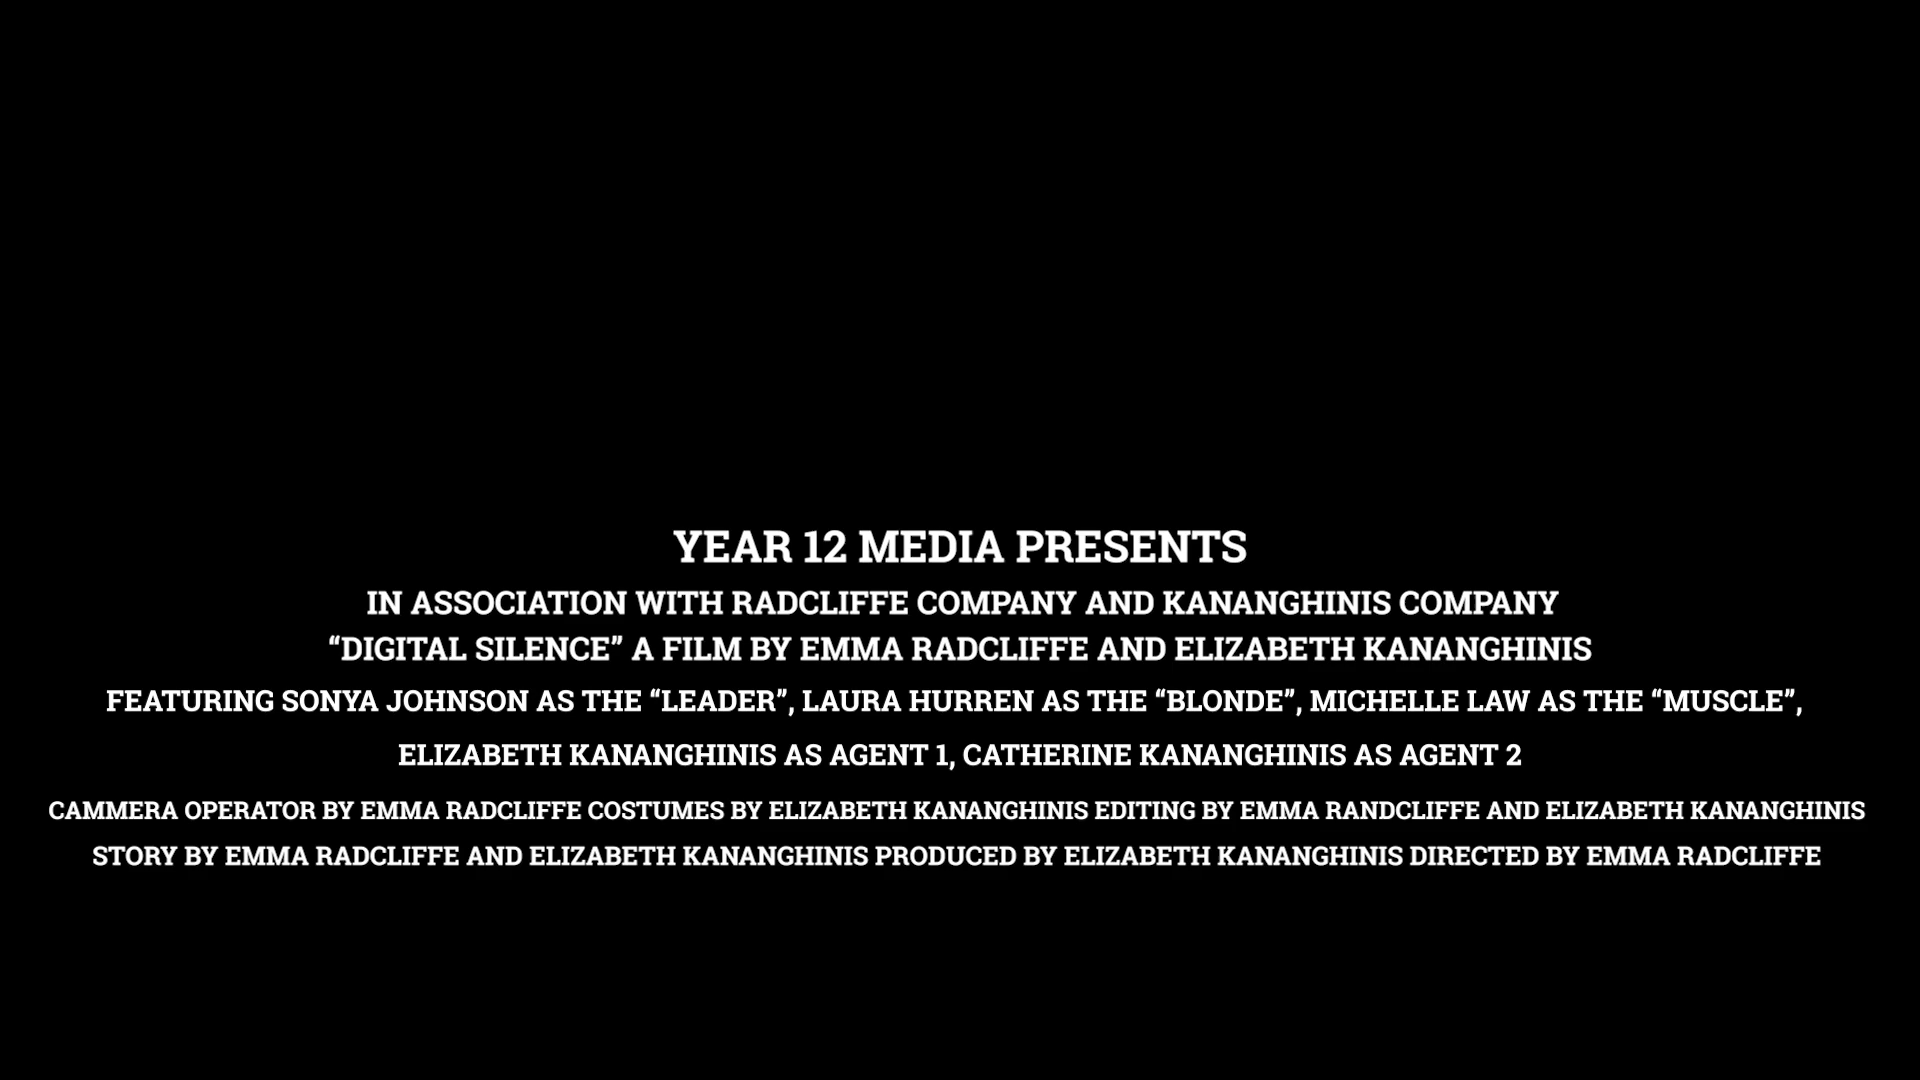 YEAR 12 MEDIA PRESENTS
IN ASSOCIATION WITH RADCLIFFE COMPANY AND KANANGHINIS COMPANY
“DIGITAL SILENCE” A FILM BY EMMA RADCLIFFE AND ELIZABETH KANANGHINIS
FEATURING SONYA JOHNSON AS THE “LEADER”, LAURA HURREN AS THE “BLONDE”, MICHELLE LAW AS THE “MUSCLE”,
ELIZABETH KANANGHINIS AS AGENT 1, CATHERINE KANANGHINIS AS AGENT 2
CAMMERA OPERATOR BY EMMA RADCLIFFE COSTUMES BY ELIZABETH KANANGHINIS EDITING BY EMMA RANDCLIFFE AND ELIZABETH KANANGHINIS
STORY BY EMMA RADCLIFFE AND ELIZABETH KANANGHINIS PRODUCED BY ELIZABETH KANANGHINIS DIRECTED BY EMMA RADCLIFFE